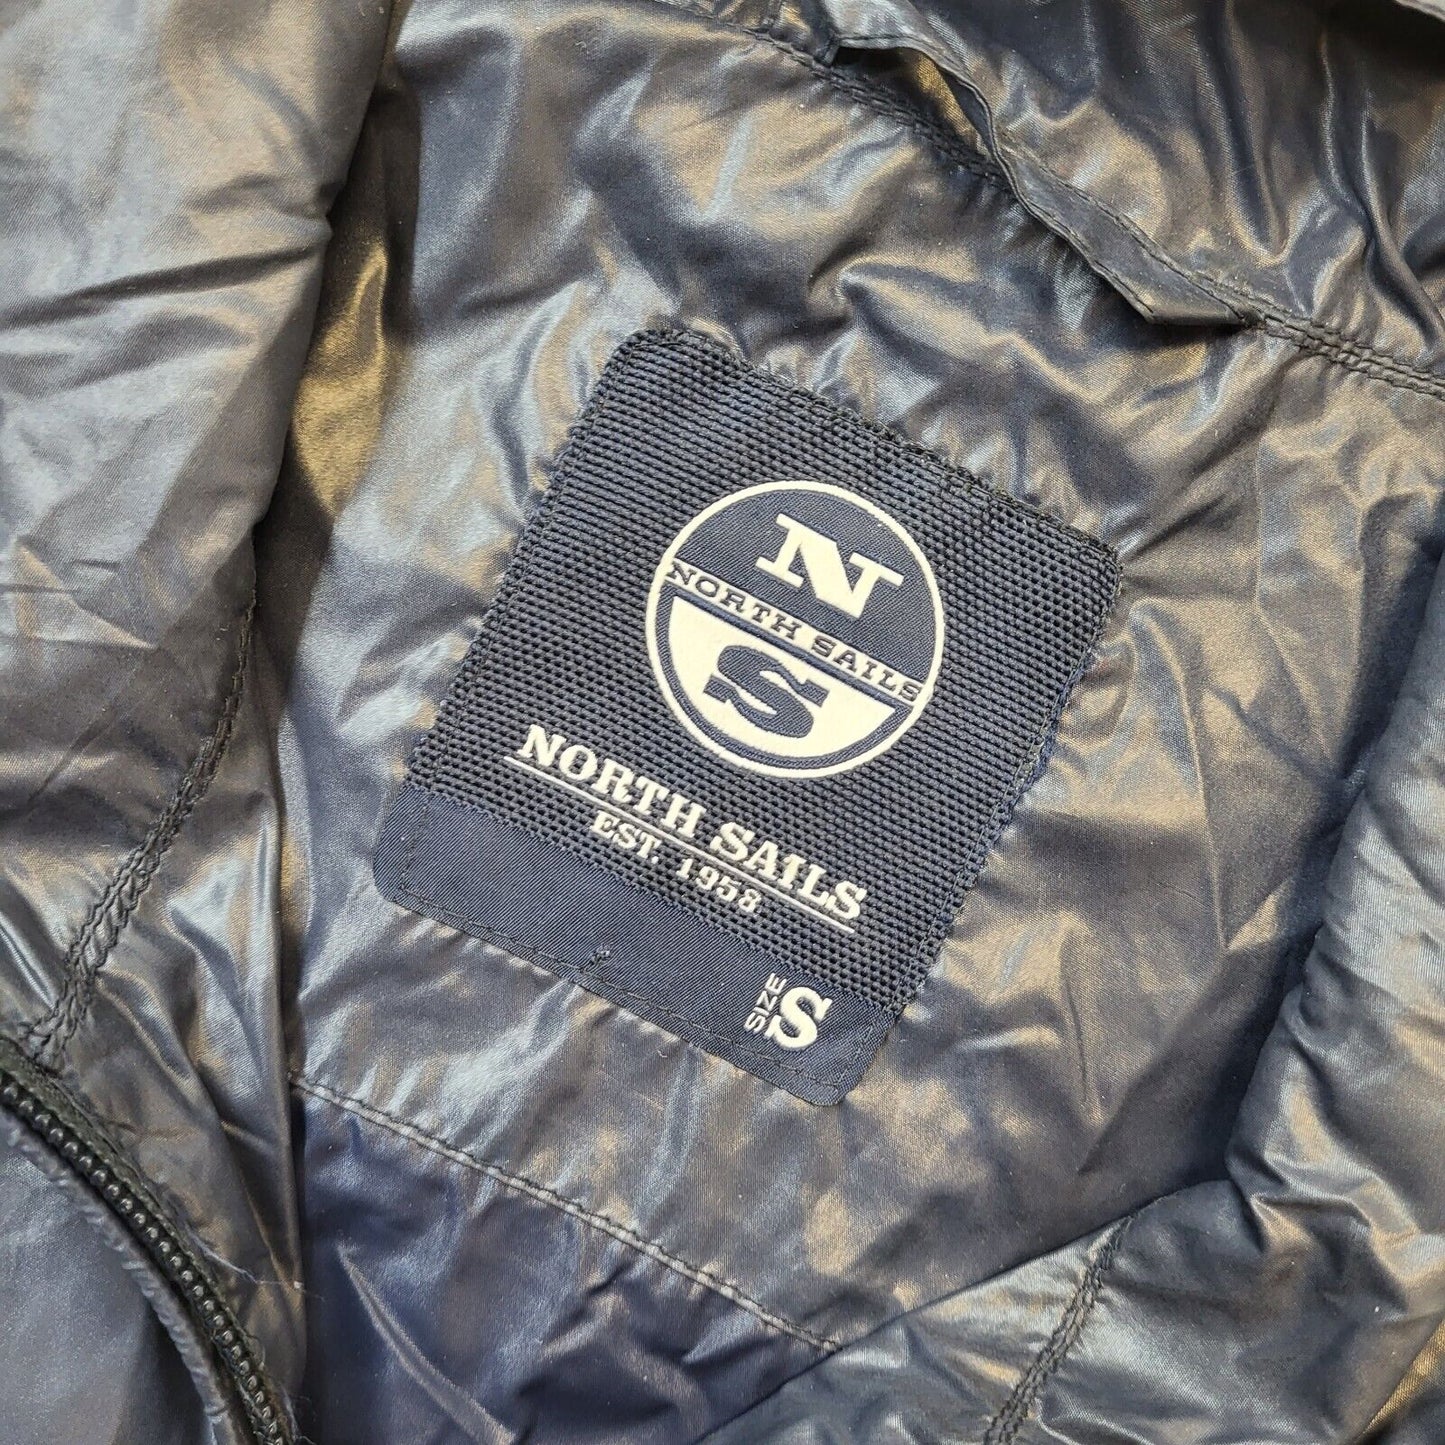 N
NORTH SAILS
S
NORTH SAILS
EST. 1958
SIZE S